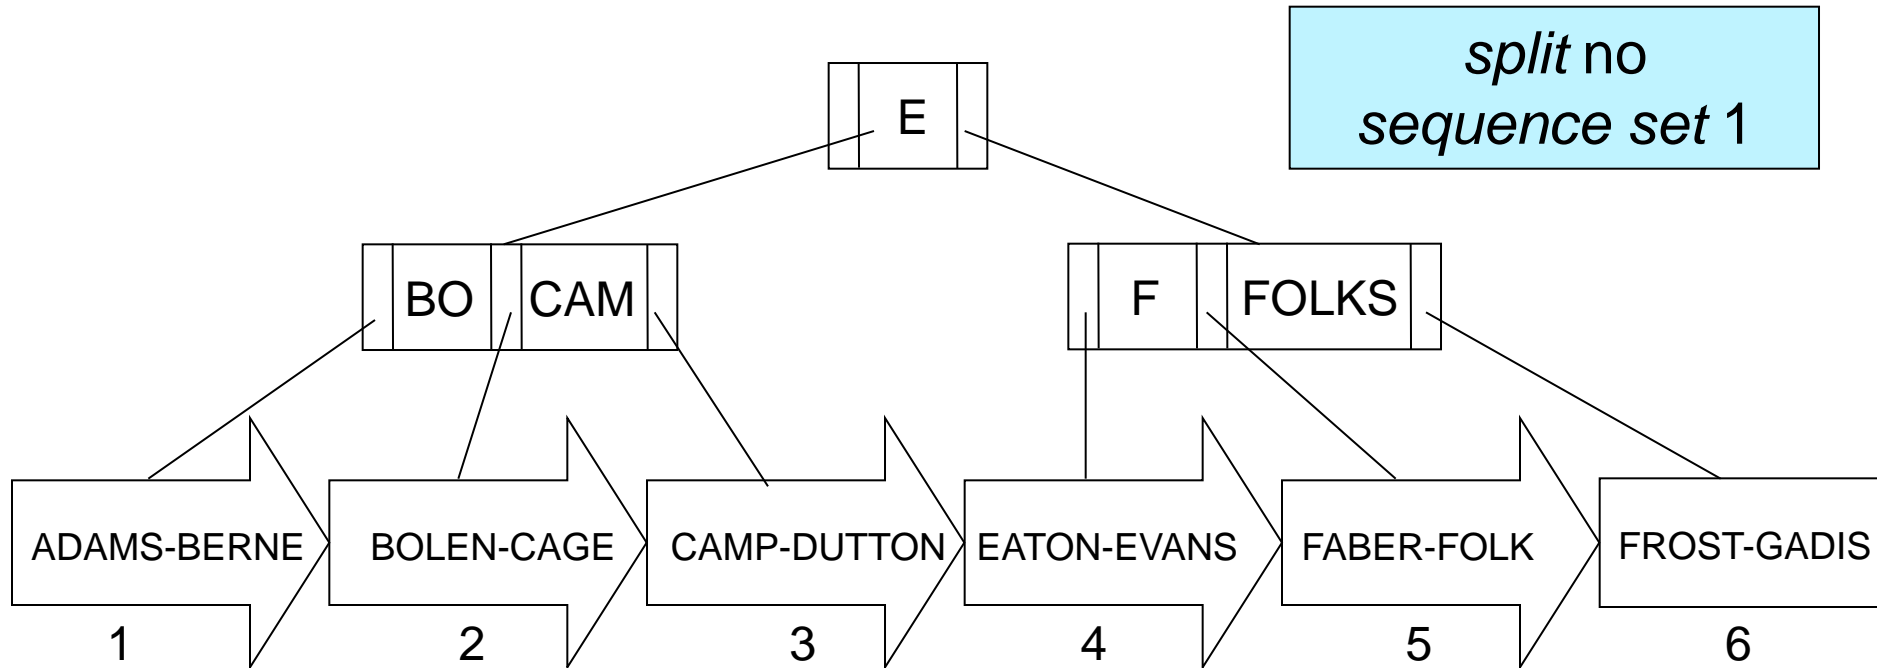 split no
sequence set 1
E
BO CAM
F FOLKS
ADAMS-BERNE BOLEN-CAGE CAMP-DUTTON EATON-EVANS FABER-FOLK FROST-GADIS
1 2 3 4 5 6